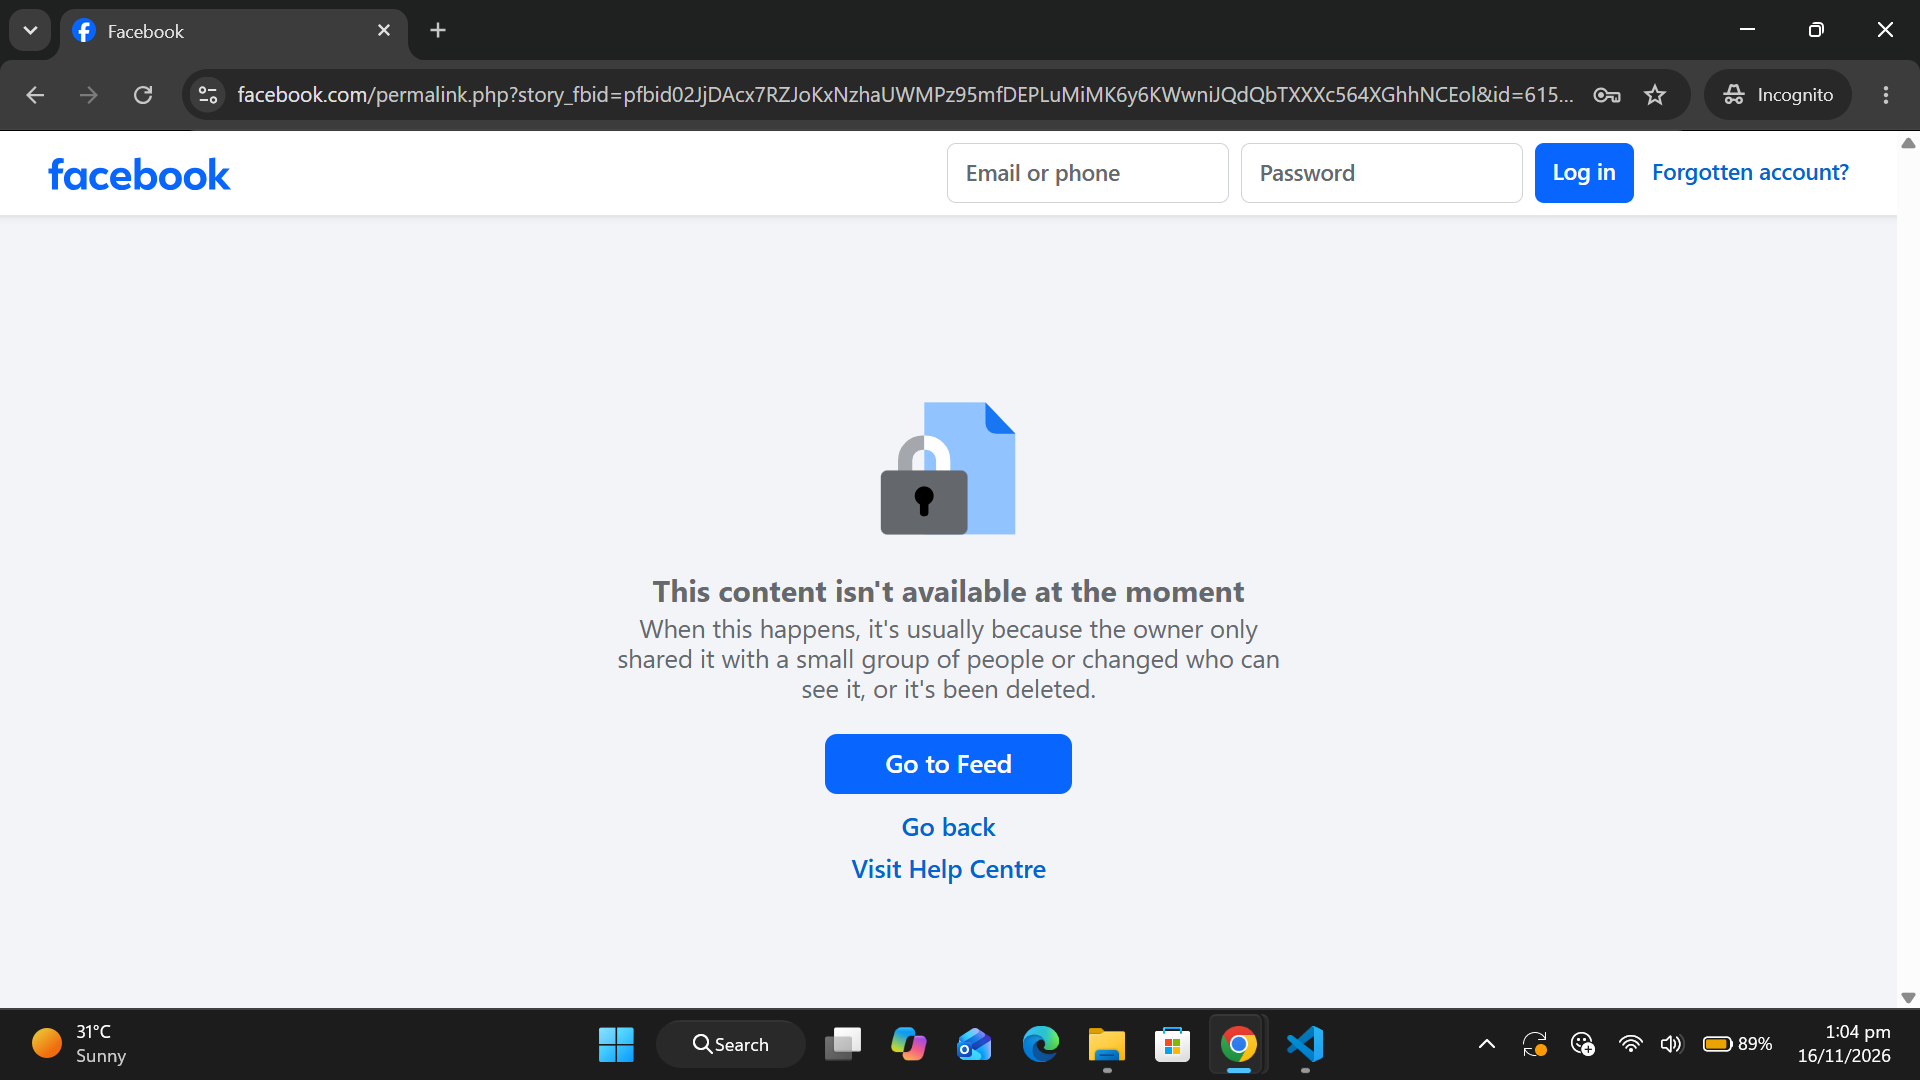 Facebook
facebook.com/permalink.php?story_fbid=pfbid02JjDAcx7RZJoKxNzhaUWMPz95mfDEPLuMiMK6y6KWwniJQdQbTXXXc564XGhhNCEol&id=615...
Incognito
facebook
Email or phone
Password
Log in
Forgotten account?
This content isn't available at the moment
When this happens, it's usually because the owner only
shared it with a small group of people or changed who can
see it, or it's been deleted.
Go to Feed
Go back
Visit Help Centre
31°C
Sunny
Search
89%
1:04 pm
16/11/2026